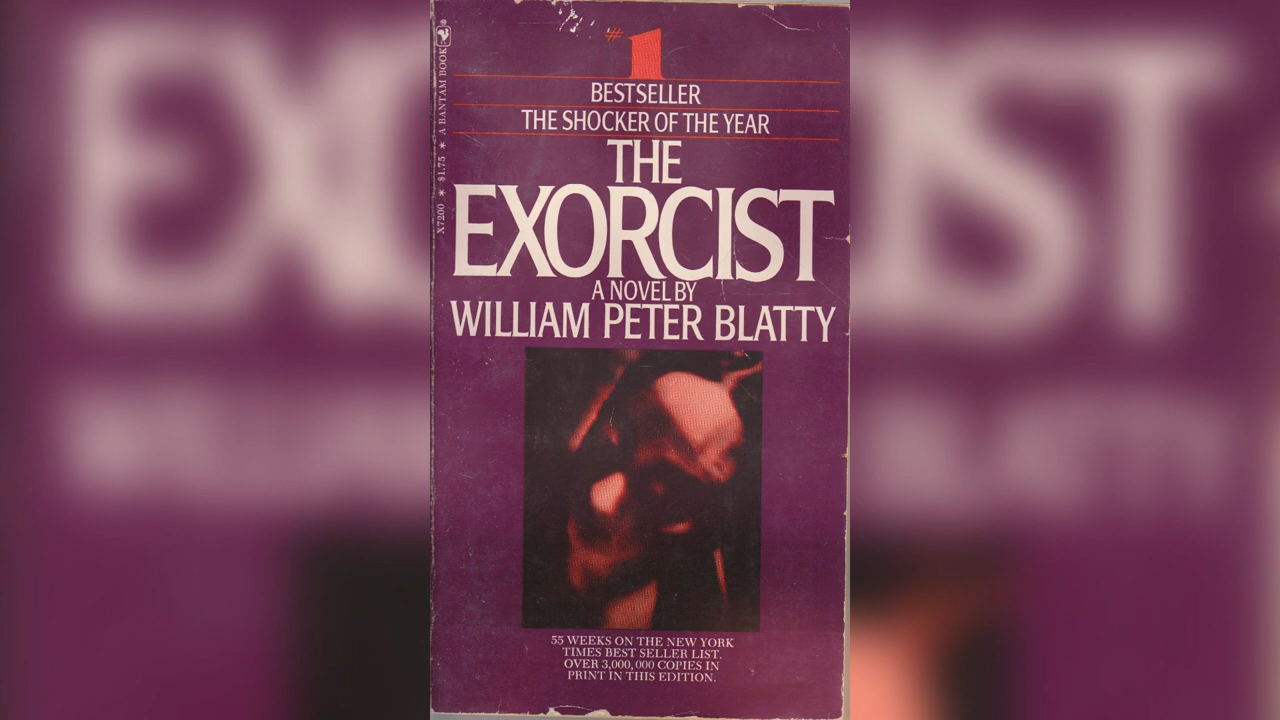 #1
BESTSELLER
THE SHOCKER OF THE YEAR
THE
EXORCIST
A NOVEL BY
WILLIAM PETER BLATTY
55 WEEKS ON THE NEW YORK
TIMES BEST SELLER LIST.
OVER 3,000,000 COPIES IN
PRINT IN THIS EDITION.
X7200 * $1.75 * A BANTAM BOOK